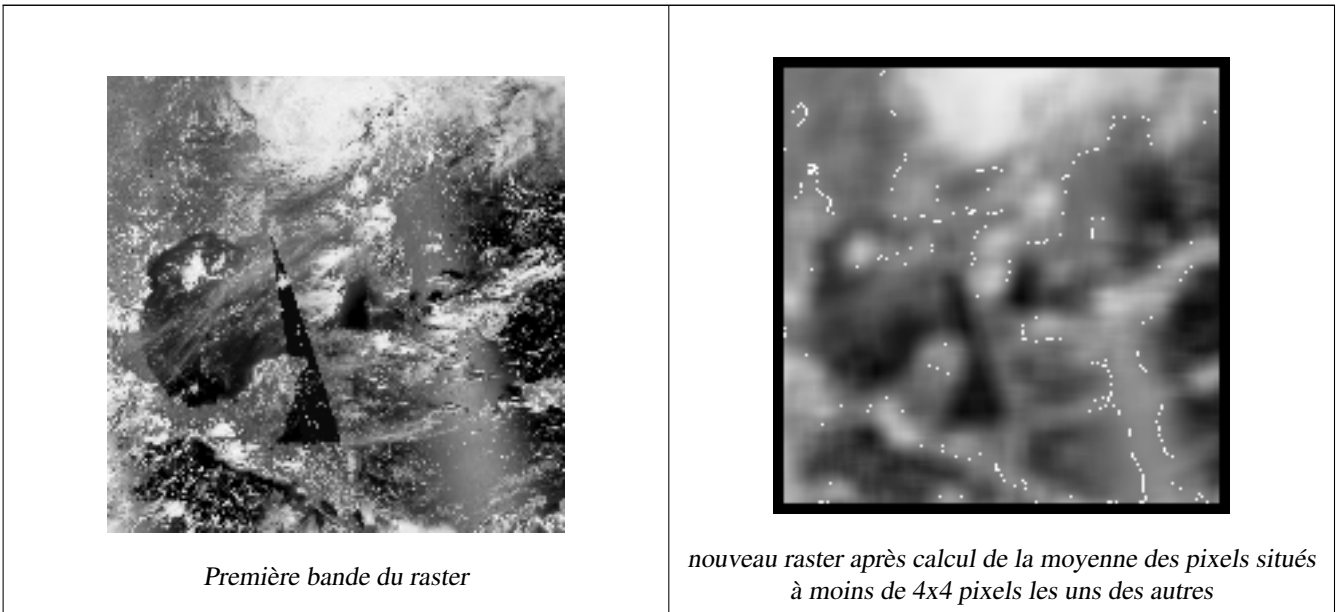 Première bande du raster
nouveau raster après calcul de la moyenne des pixels situés
à moins de 4x4 pixels les uns des autres